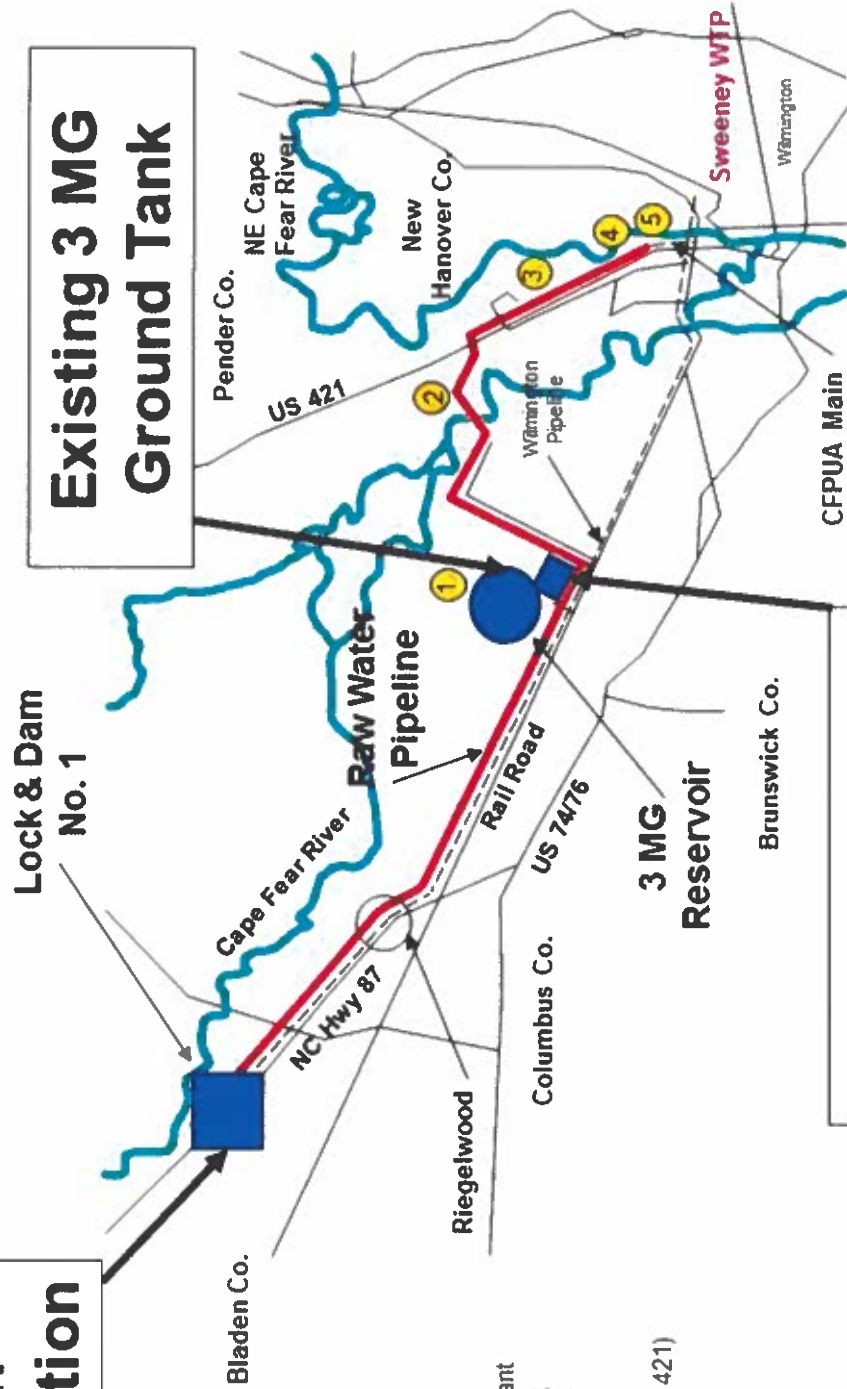 tion
Lock & Dam
No. 1
Existing 3 MG
Ground Tank
Bladen Co.
Cape Fear River
Pender Co.
NE Cape
Fear River
US 421
New
Hanover Co.
NC Hwy 87
Raw Water
Pipeline
1
2
3
4
5
Riegelwood
Rail Road
Wilmington
Pipeline
Columbus Co.
US 74/76
3 MG
Reservoir
Sweeney WTP
Brunswick Co.
Wilmington
CFPUA Main
ant
421)